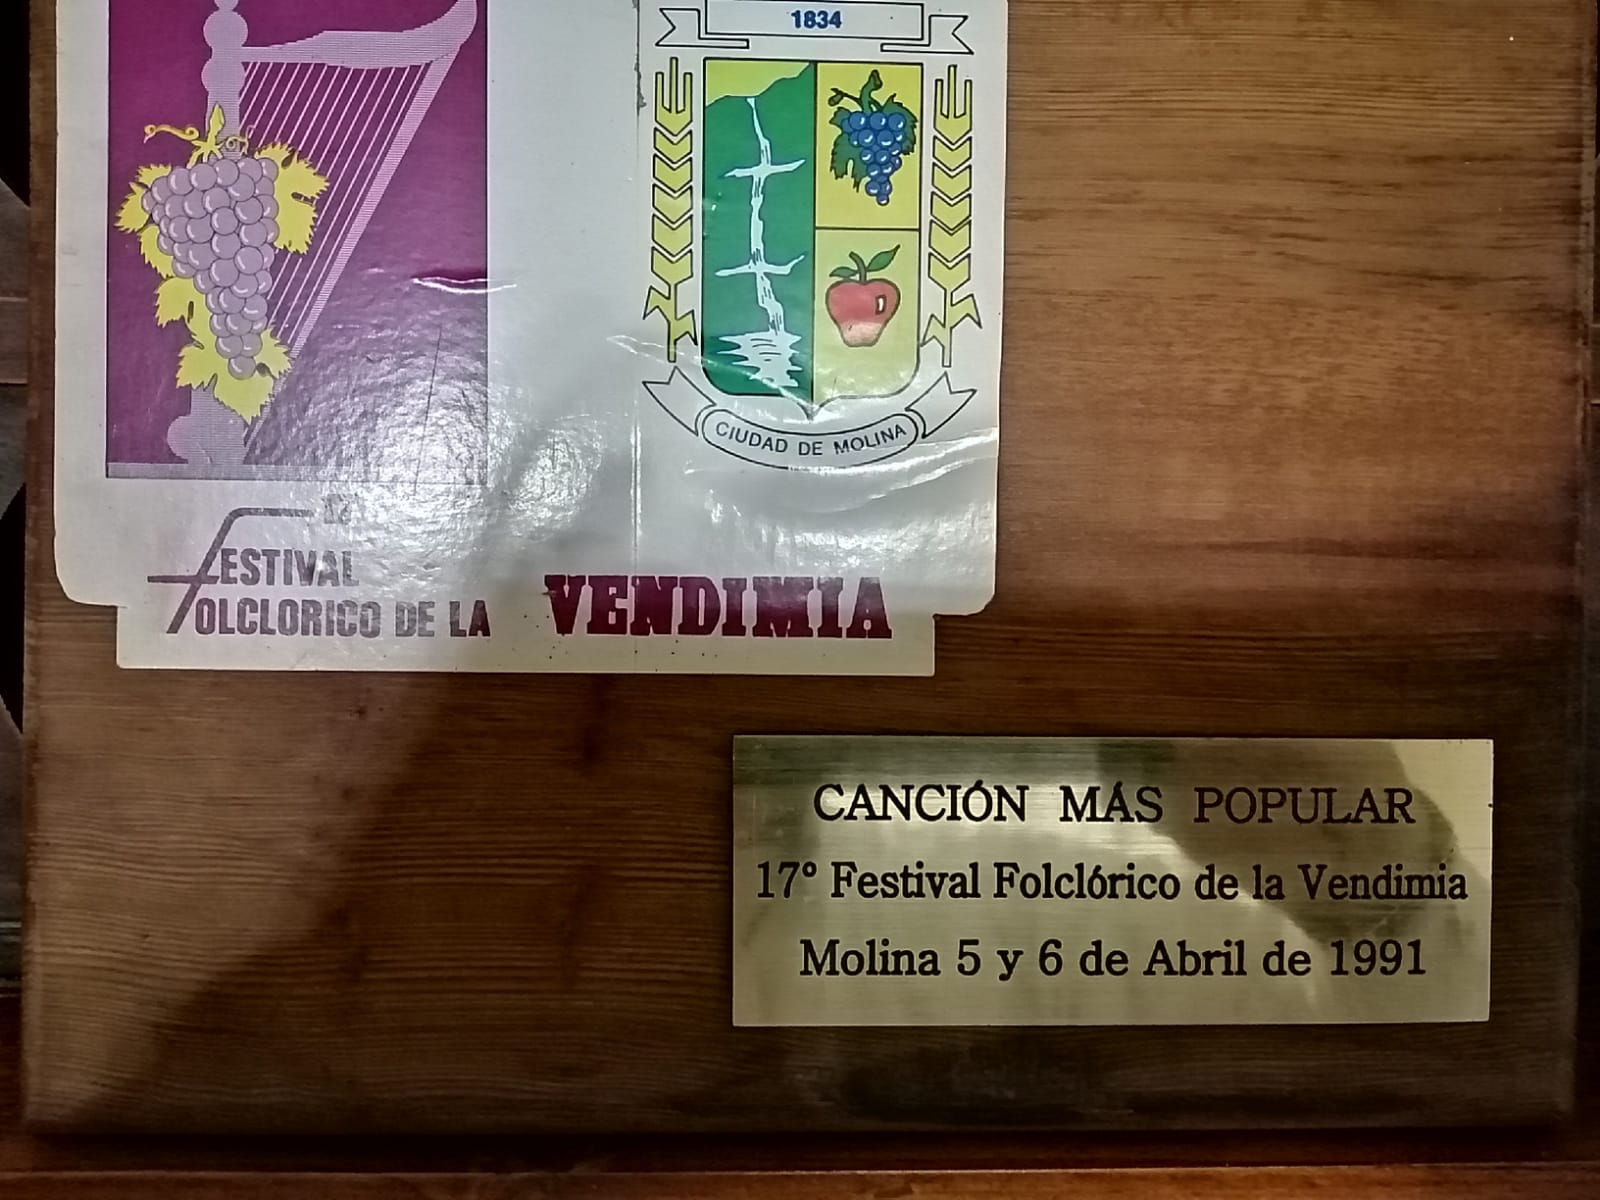 1834
CIUDAD DE MOLINA
FESTIVAL
FOLCLORICO DE LA VENDIMIA
CANCIÓN MÁS POPULAR
17° Festival Folclórico de la Vendimia
Molina 5 y 6 de Abril de 1991